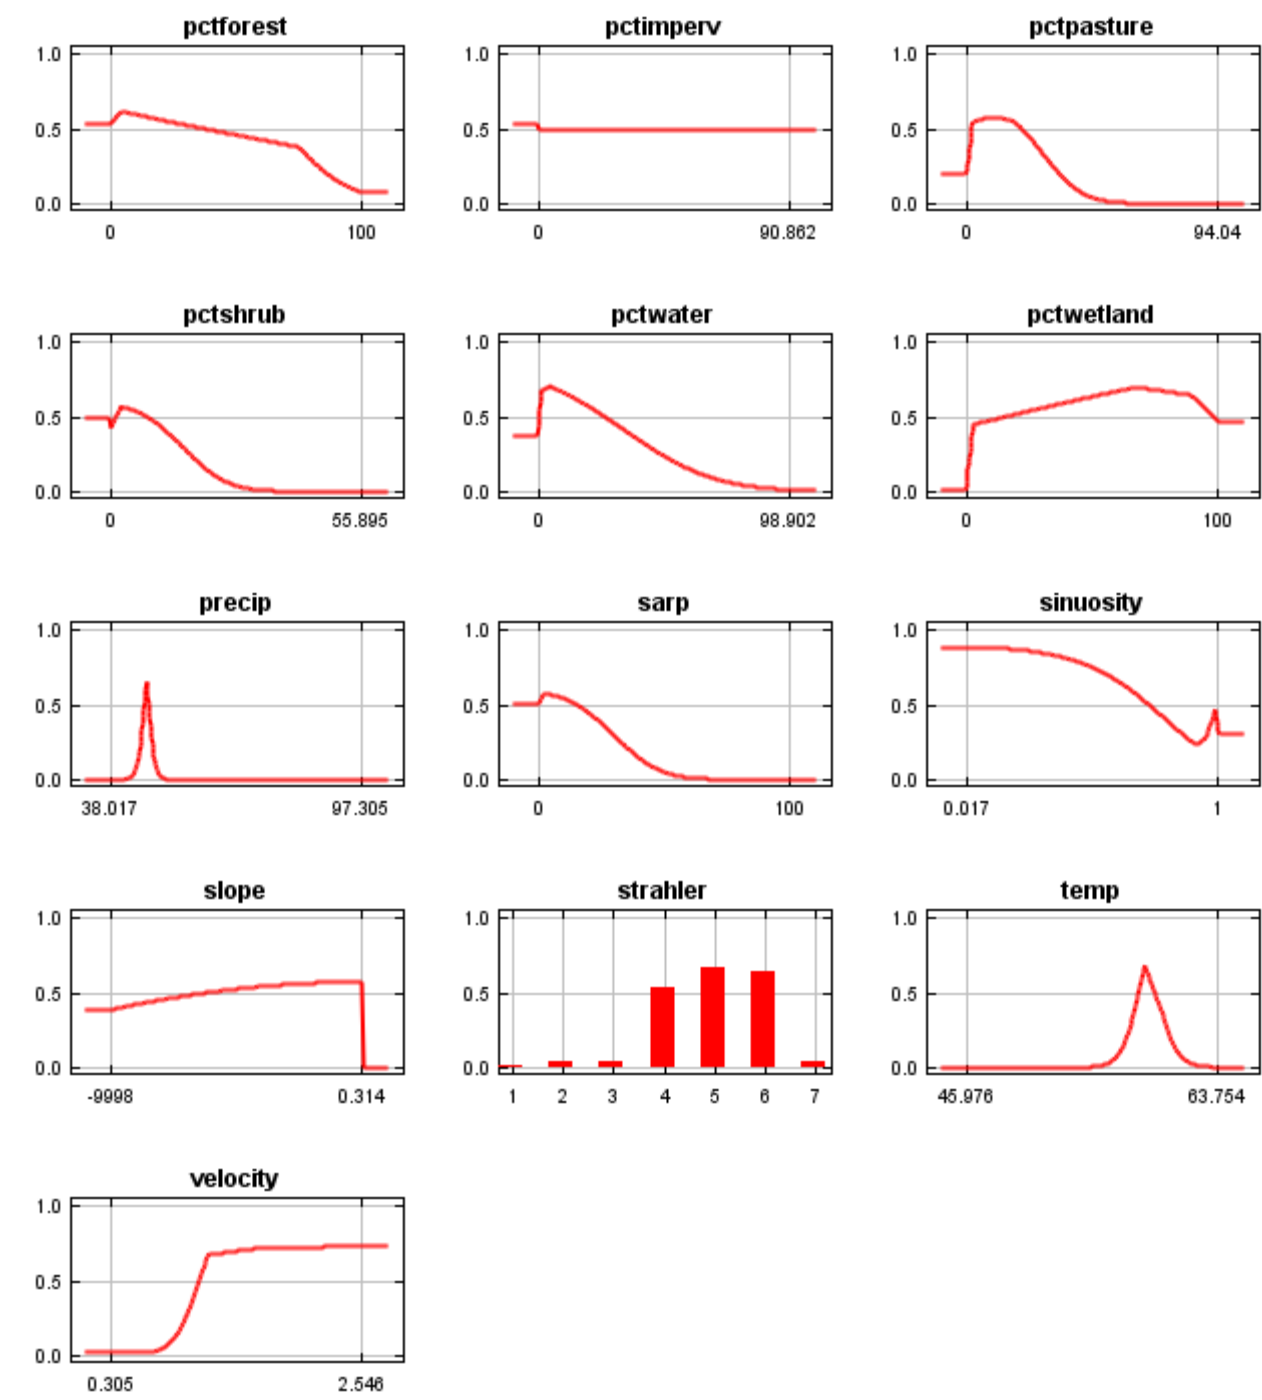 pctforest pctimperv pctpasture
1.0 1.0 1.0
0.5 0.5 0.5
0.0 0.0 0.0
0 100 0 90.862 0 94.04
pctshrub pctwater pctwetland
1.0 1.0 1.0
0.5 0.5 0.5
0.0 0.0 0.0
0 55.895 0 98.902 0 100
precip sarp sinuosity
1.0 1.0 1.0
0.5 0.5 0.5
0.0 0.0 0.0
38.017 97.305 0 100 0.017 1
slope strahler temp
1.0 1.0 1.0
0.5 0.5 0.5
0.0 0.0 0.0
-9998 0.314 1 2 3 4 5 6 7 45.976 63.754
velocity
1.0
0.5
0.0
0.305 2.546